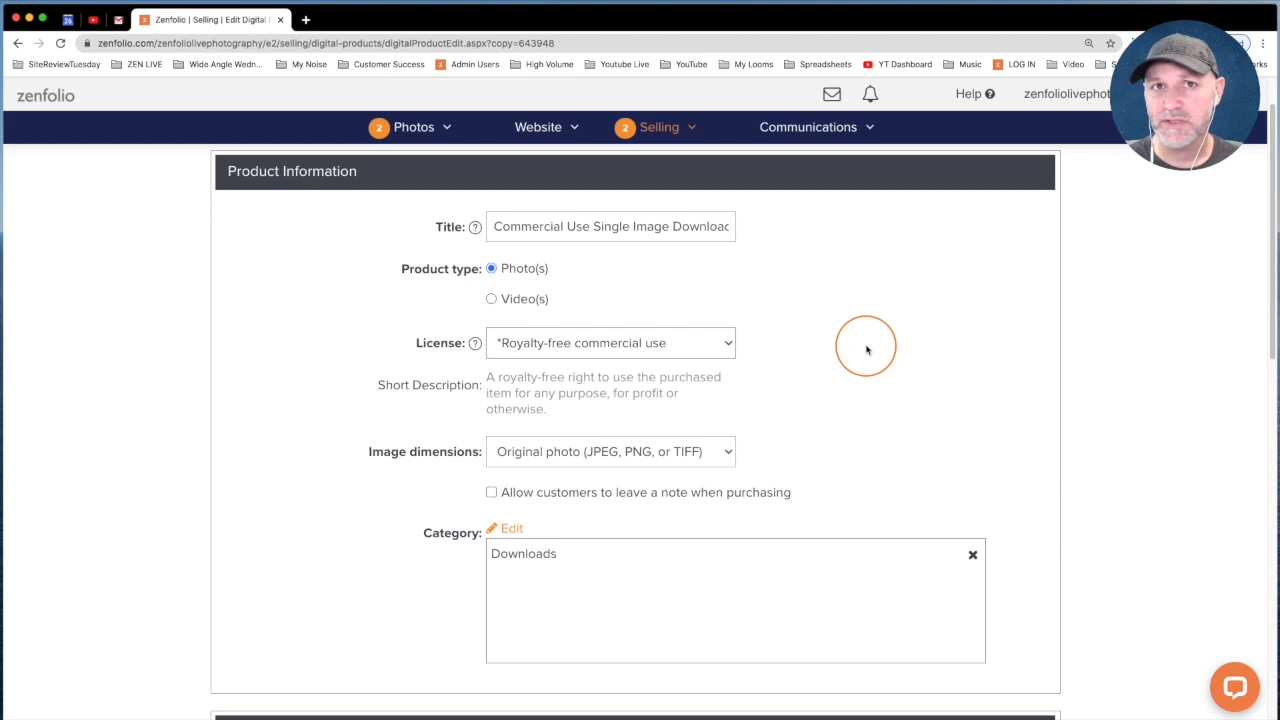 26
Zenfolio | Selling | Edit Digital
zenfolio.com/zenfoliolivephotography/e2/selling/digital-products/digitalProductEdit.aspx?copy=643948
SiteReviewTuesday ZEN LIVE Wide Angle Wedn... My Noise Customer Success Admin Users High Volume Youtube Live YouTube My Looms Spreadsheets YT Dashboard Music LOG IN Video
zenfolio Help ? zenfoliolivephot
2 Photos Website 2 Selling Communications
Product Information
Title: ? Commercial Use Single Image Downloac
Product type: Photo(s)
Video(s)
License: ? *Royalty-free commercial use
Short Description: A royalty-free right to use the purchased
item for any purpose, for profit or
otherwise.
Image dimensions: Original photo (JPEG, PNG, or TIFF)
Allow customers to leave a note when purchasing
Category: Edit
Downloads